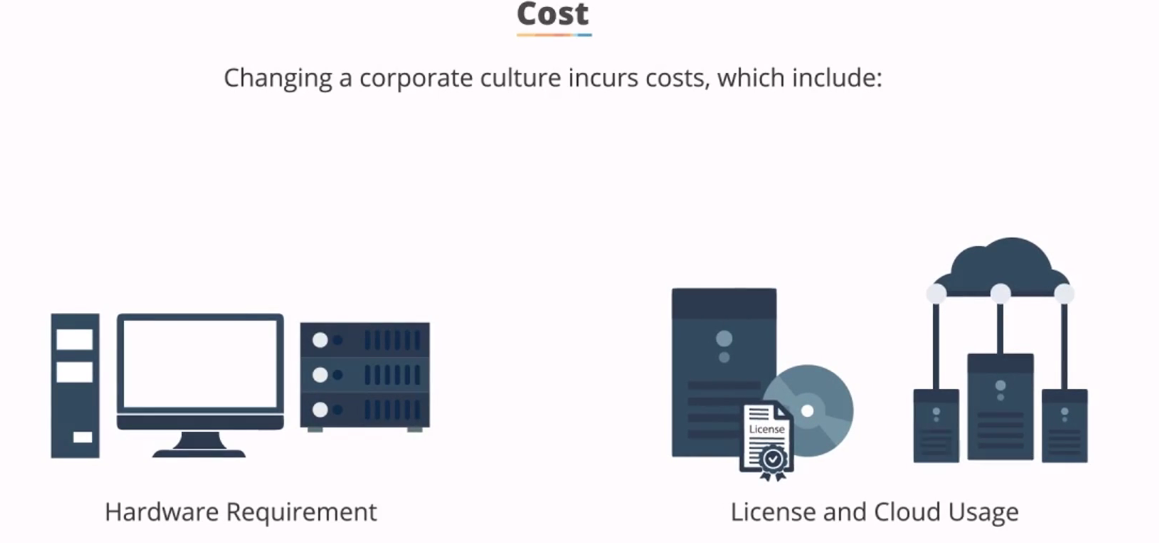 Cost
Changing a corporate culture incurs costs, which include:
License
Hardware Requirement
License and Cloud Usage